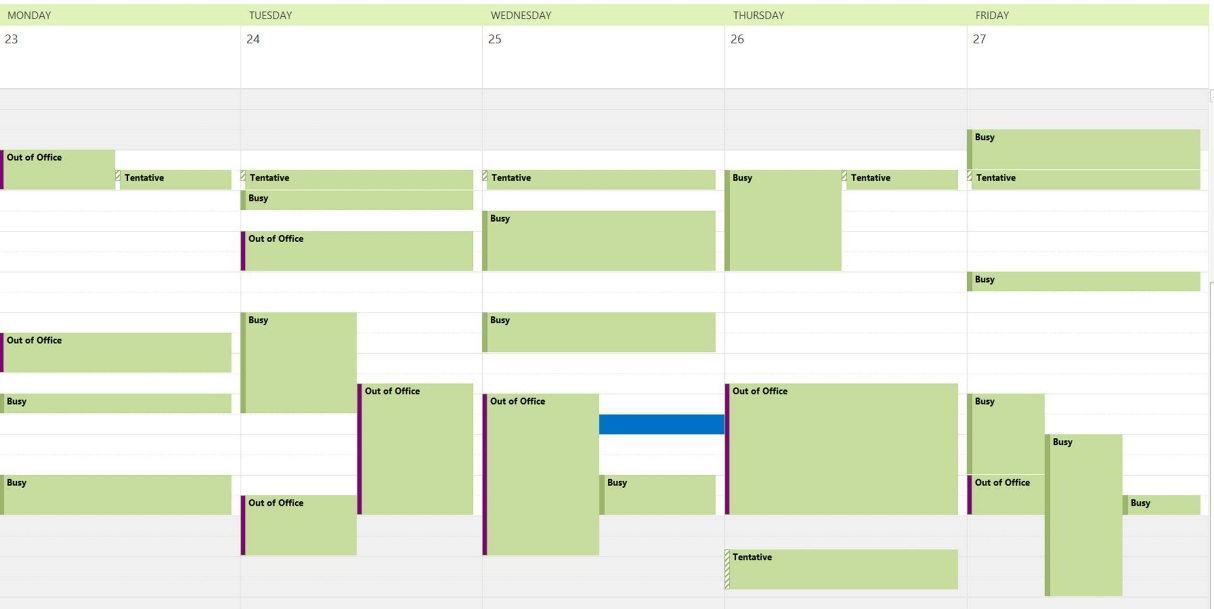 MONDAY
TUESDAY
WEDNESDAY
THURSDAY
FRIDAY
23
24
25
26
27
Out of Office
Tentative
Out of Office
Busy
Busy
Tentative
Busy
Out of Office
Busy
Out of Office
Out of Office
Tentative
Busy
Busy
Out of Office
Busy
Busy
Tentative
Out of Office
Tentative
Busy
Tentative
Busy
Busy
Busy
Out of Office
Busy